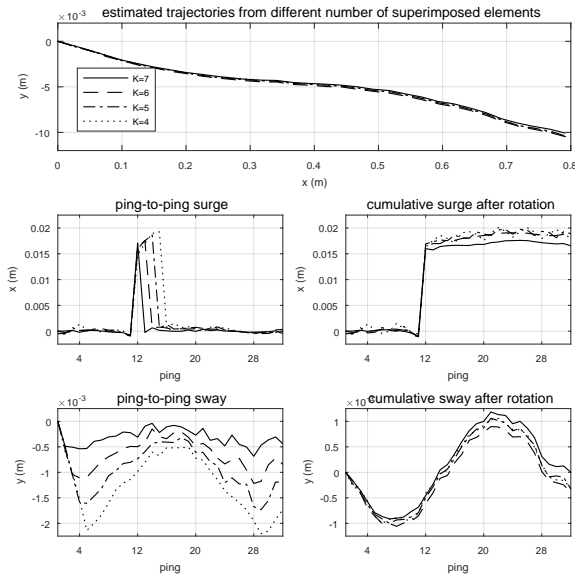 estimated trajectories from different number of superimposed elements
×10⁻³
0
-5
-10
y (m)
K=7
K=6
K=5
K=4
0 0.1 0.2 0.3 0.4 0.5 0.6 0.7 0.8
x (m)
ping-to-ping surge
0.02
0.015
0.01
0.005
0
x (m)
4 12 20 28
ping
cumulative surge after rotation
0.02
0.015
0.01
0.005
0
x (m)
4 12 20 28
ping
ping-to-ping sway
×10⁻³
0
-0.5
-1
-1.5
-2
y (m)
4 12 20 28
ping
cumulative sway after rotation
×10
1
0.5
0
-0.5
-1
y (m)
4 12 20 28
ping